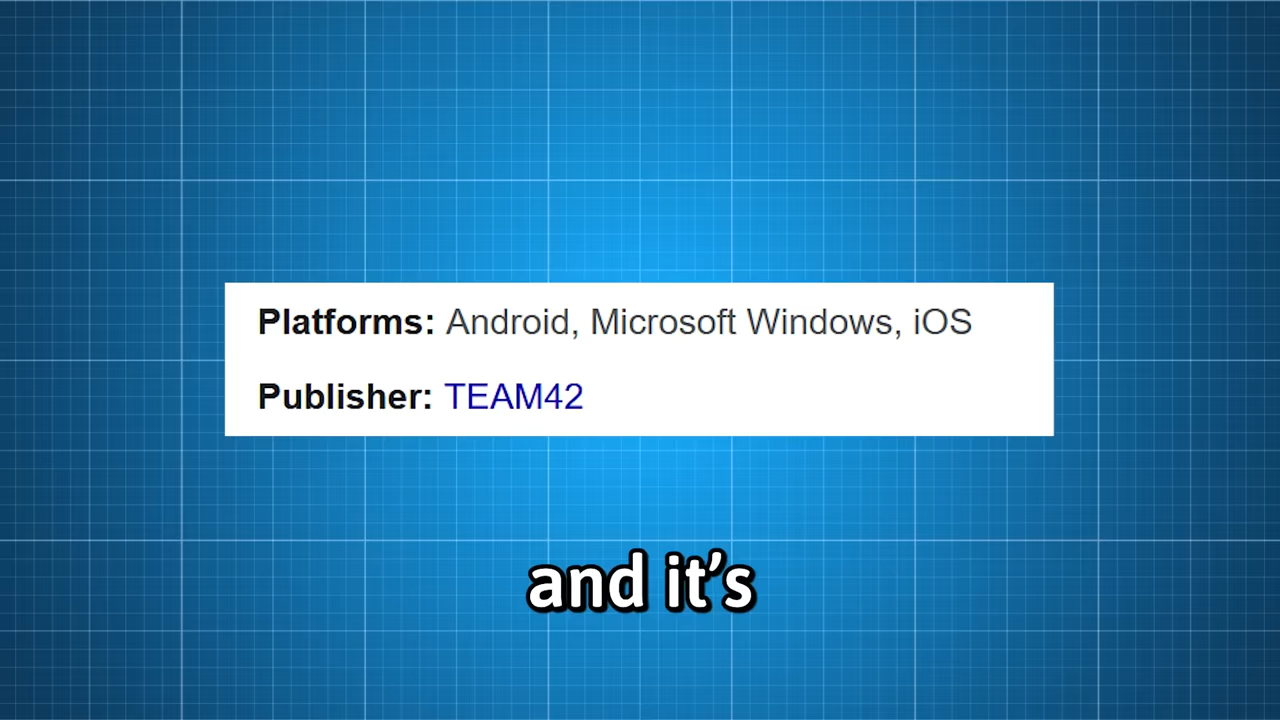 Platforms: Android, Microsoft Windows, iOS
Publisher: TEAM42
and it’s